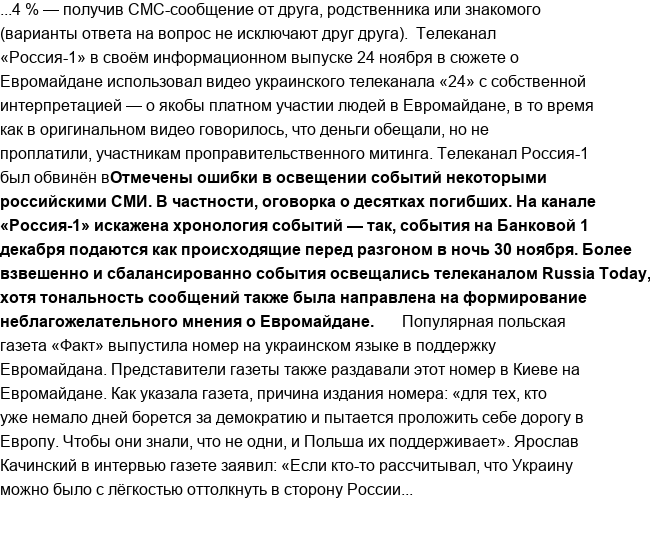 ...4 % — получив СМС-сообщение от друга, родственника или знакомого
(варианты ответа на вопрос не исключают друг друга).  Телеканал
«Россия-1» в своём информационном выпуске 24 ноября в сюжете о
Евромайдане использовал видео украинского телеканала «24» с собственной
интерпретацией — о якобы платном участии людей в Евромайдане, в то время
как в оригинальном видео говорилось, что деньги обещали, но не
проплатили, участникам проправительственного митинга. Телеканал Россия-1
был обвинён вОтмечены ошибки в освещении событий некоторыми
российскими СМИ. В частности, оговорка о десятках погибших. На канале
«Россия-1» искажена хронология событий — так, события на Банковой 1
декабря подаются как происходящие перед разгоном в ночь 30 ноября. Более
взвешенно и сбалансированно события освещались телеканалом Russia Today,
хотя тональность сообщений также была направлена на формирование
неблагожелательного мнения о Евромайдане.      Популярная польская
газета «Факт» выпустила номер на украинском языке в поддержку
Евромайдана. Представители газеты также раздавали этот номер в Киеве на
Евромайдане. Как указала газета, причина издания номера: «для тех, кто
уже немало дней борется за демократию и пытается проложить себе дорогу в
Европу. Чтобы они знали, что не одни, и Польша их поддерживает». Ярослав
Качинский в интервью газете заявил: «Если кто-то рассчитывал, что Украину
можно было с лёгкостью оттолкнуть в сторону России...